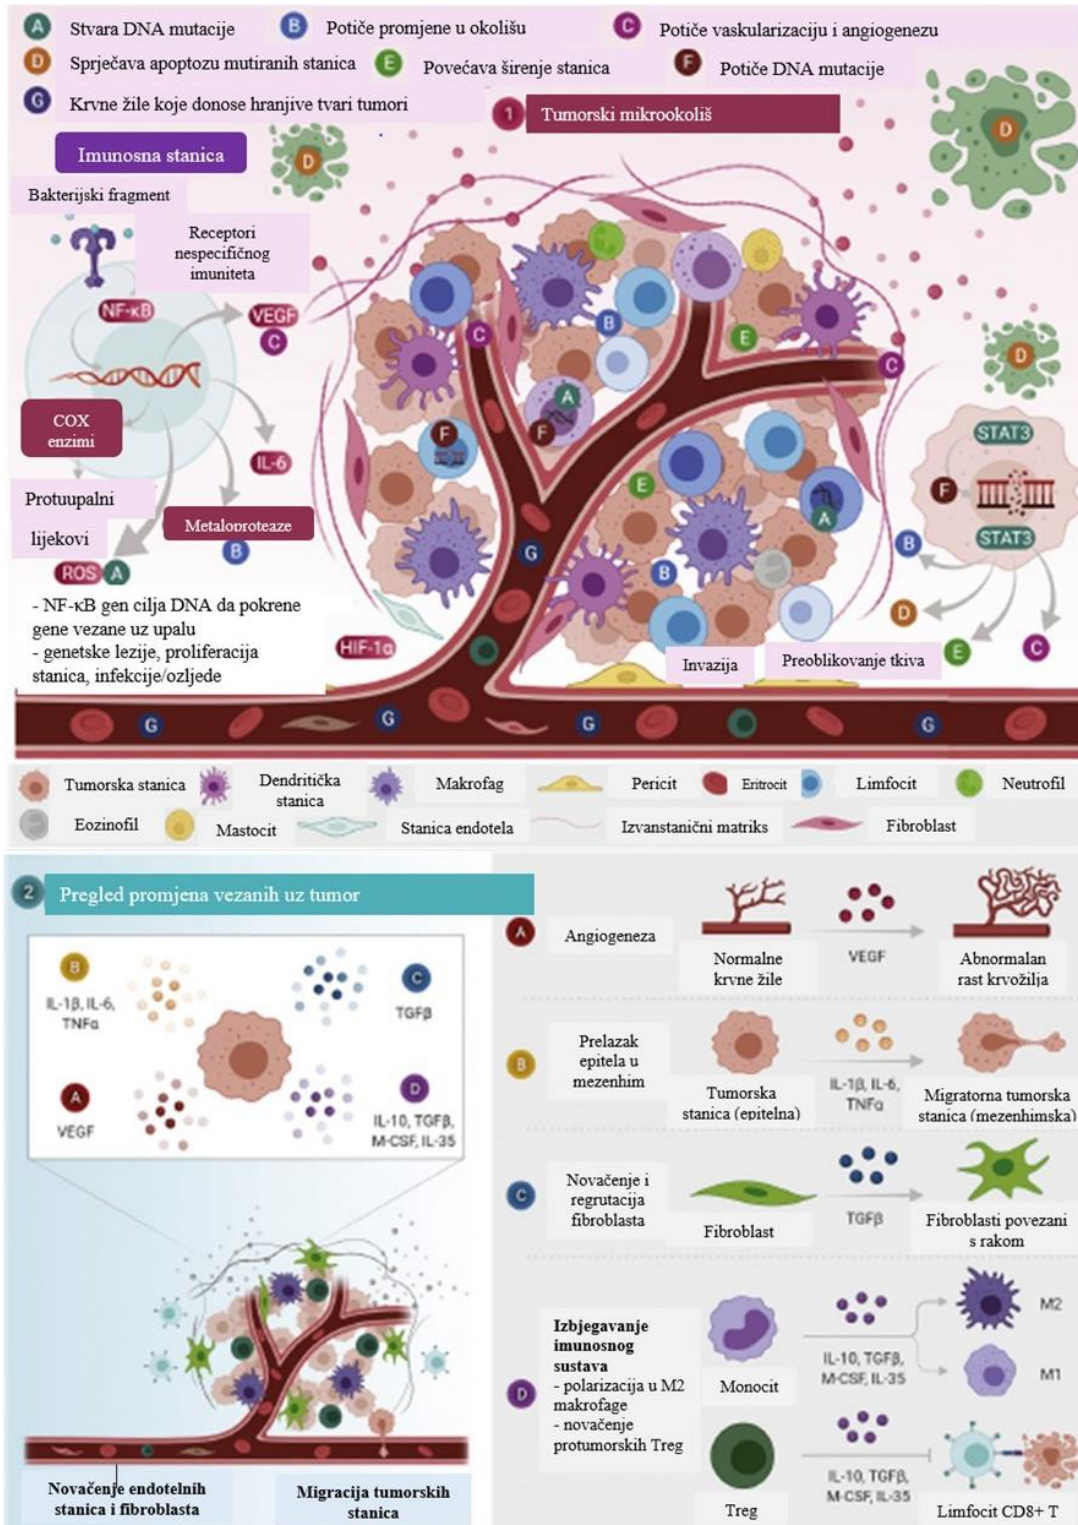 A Stvara DNA mutacije
B Potiče promjene u okolišu
C Potiče vaskularizaciju i angiogenezu
D Sprječava apoptozu mutiranih stanica
E Povećava širenje stanica
F Potiče DNA mutacije
G Krvne žile koje donose hranjive tvari tumori
1 Tumorski mikrookoliš
Imunosna stanica
Bakterijski fragment
Receptori
nespecifičnog
imuniteta
NF-κB
VEGF
C
COX
enzimi
IL-6
Protuupalni
lijekovi
Metaloproteaze
B
ROS A
- NF-κB gen cilja DNA da pokrene
gene vezane uz upalu
- genetske lezije, proliferacija
stanica, infekcije/ozljede
HIF-1α
D
D
D
C
B
E
C
A
F
F
E
A
G
B
STAT3
F
STAT3
B
D
E
C
Invazija
Preoblikovanje tkiva
G
G
G
G
Tumorska stanica
Dendritička
stanica
Makrofag
Pericit
Eritrocit
Limfocit
Neutrofil
Eozinofil
Mastocit
Stanica endotela
Izvanstanični matriks
Fibroblast
2 Pregled promjena vezanih uz tumor
B
IL-1β, IL-6,
TNFα
C
TGFβ
A
VEGF
D
IL-10, TGFβ,
M-CSF, IL-35
Novačenje endotelnih
stanica i fibroblasta
Migracija tumorskih
stanica
A
Angiogeneza
Normalne
krvne žile
VEGF
Abnormalan
rast krvožilja
B
Prelazak
epitela u
mezenhim
Tumorska
stanica (epitelna)
IL-1β, IL-6,
TNFα
Migratorna tumorska
stanica (mezenhimska)
C
Novačenje i
regrutacija
fibroblasta
Fibroblast
TGFβ
Fibroblasti povezani
s rakom
D
Izbjegavanje
imunosnog
sustava
- polarizacija u M2
makrofage
- novačenje
protumorskih Treg
Monocit
IL-10, TGFβ,
M-CSF, IL-35
M2
M1
Treg
IL-10, TGFβ,
M-CSF, IL-35
Limfocit CD8+ T